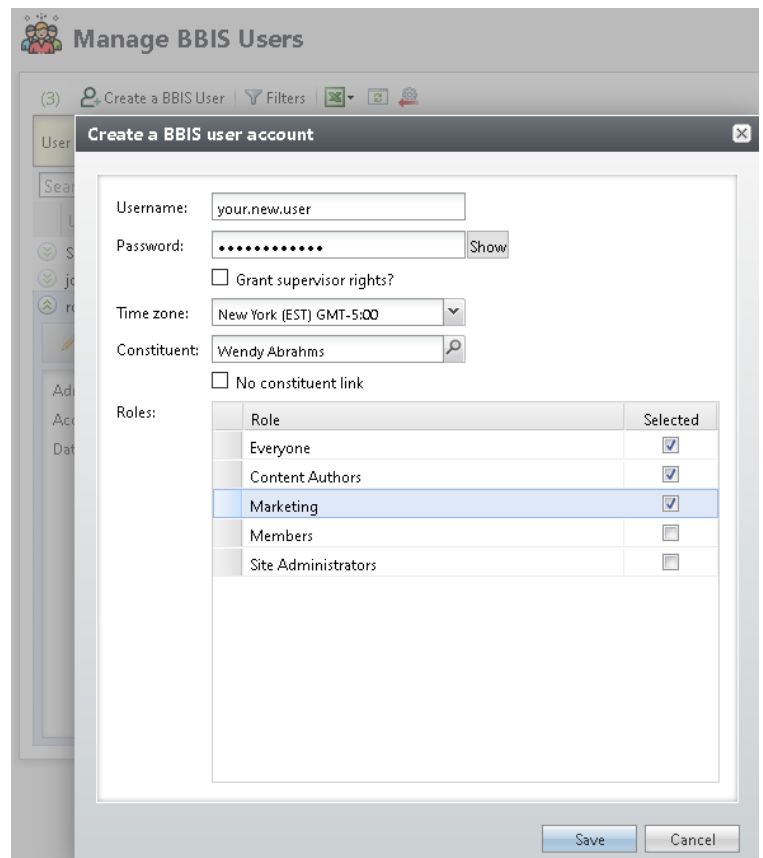 Manage BBIS Users
(3) Create a BBIS User Filters
User
Create a BBIS user account
Username: your.new.user
Password: •••••••••••• Show
Grant supervisor rights?
Time zone: New York (EST) GMT-5:00
Constituent: Wendy Abrahms
No constituent link
Roles: Role Selected
Everyone
Content Authors
Marketing
Members
Site Administrators
Save Cancel